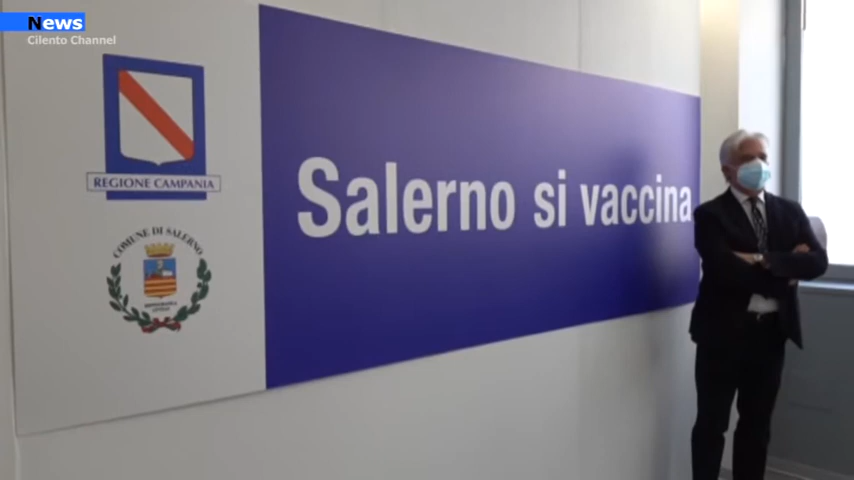 News
Cilento Channel
REGIONE CAMPANIA
COMUNE DI SALERNO
Salerno si vaccina